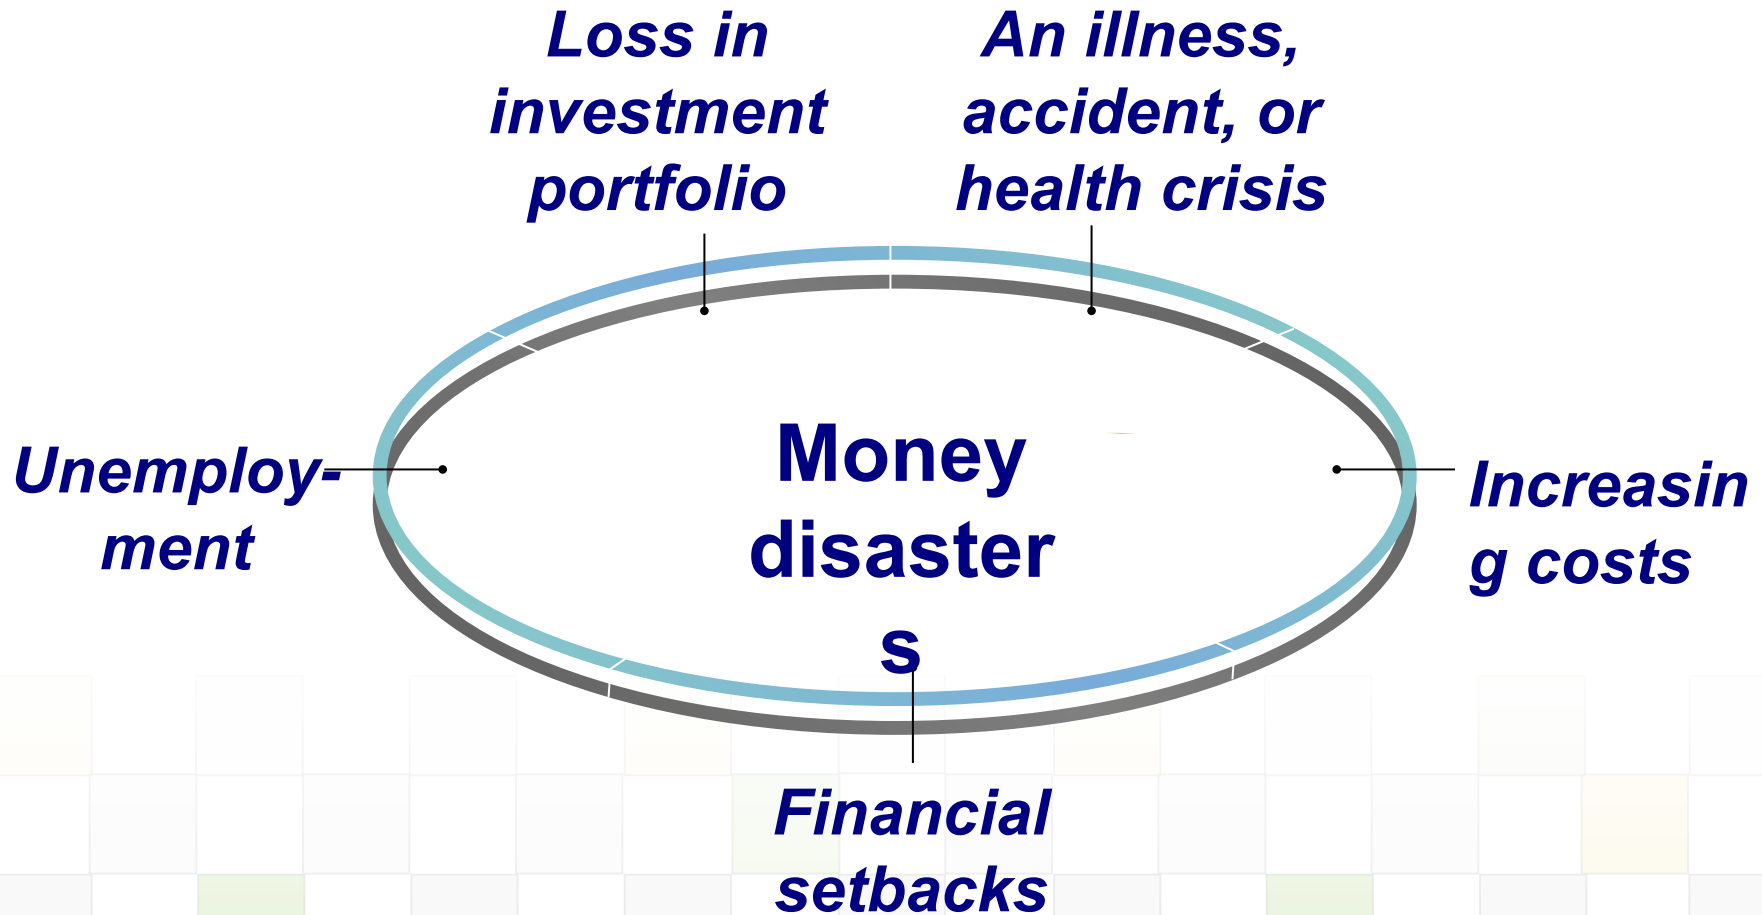 Loss in
investment
portfolio
An illness,
accident, or
health crisis
Unemploy-
ment
Money
disaster
s
Increasin
g costs
Financial
setbacks